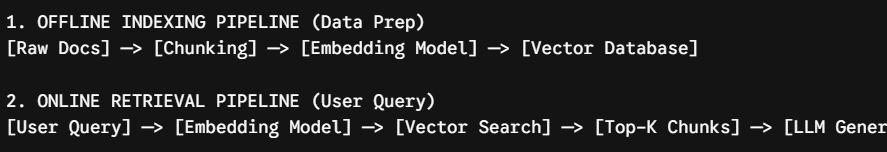 1. OFFLINE INDEXING PIPELINE (Data Prep)
[Raw Docs] —> [Chunking] —> [Embedding Model] —> [Vector Database]
2. ONLINE RETRIEVAL PIPELINE (User Query)
[User Query] —> [Embedding Model] —> [Vector Search] —> [Top-K Chunks] —> [LLM Gener